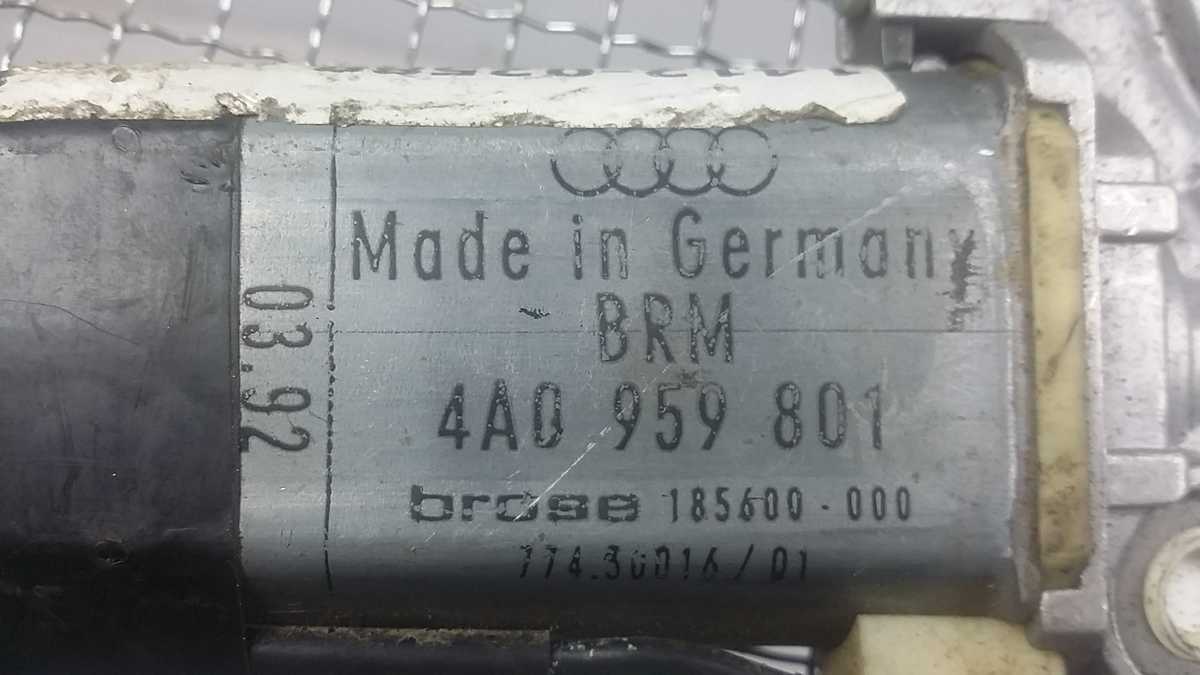 Made in Germany
BRM
4A0 959 801
brose 185600-000
774.30016/01
03.92